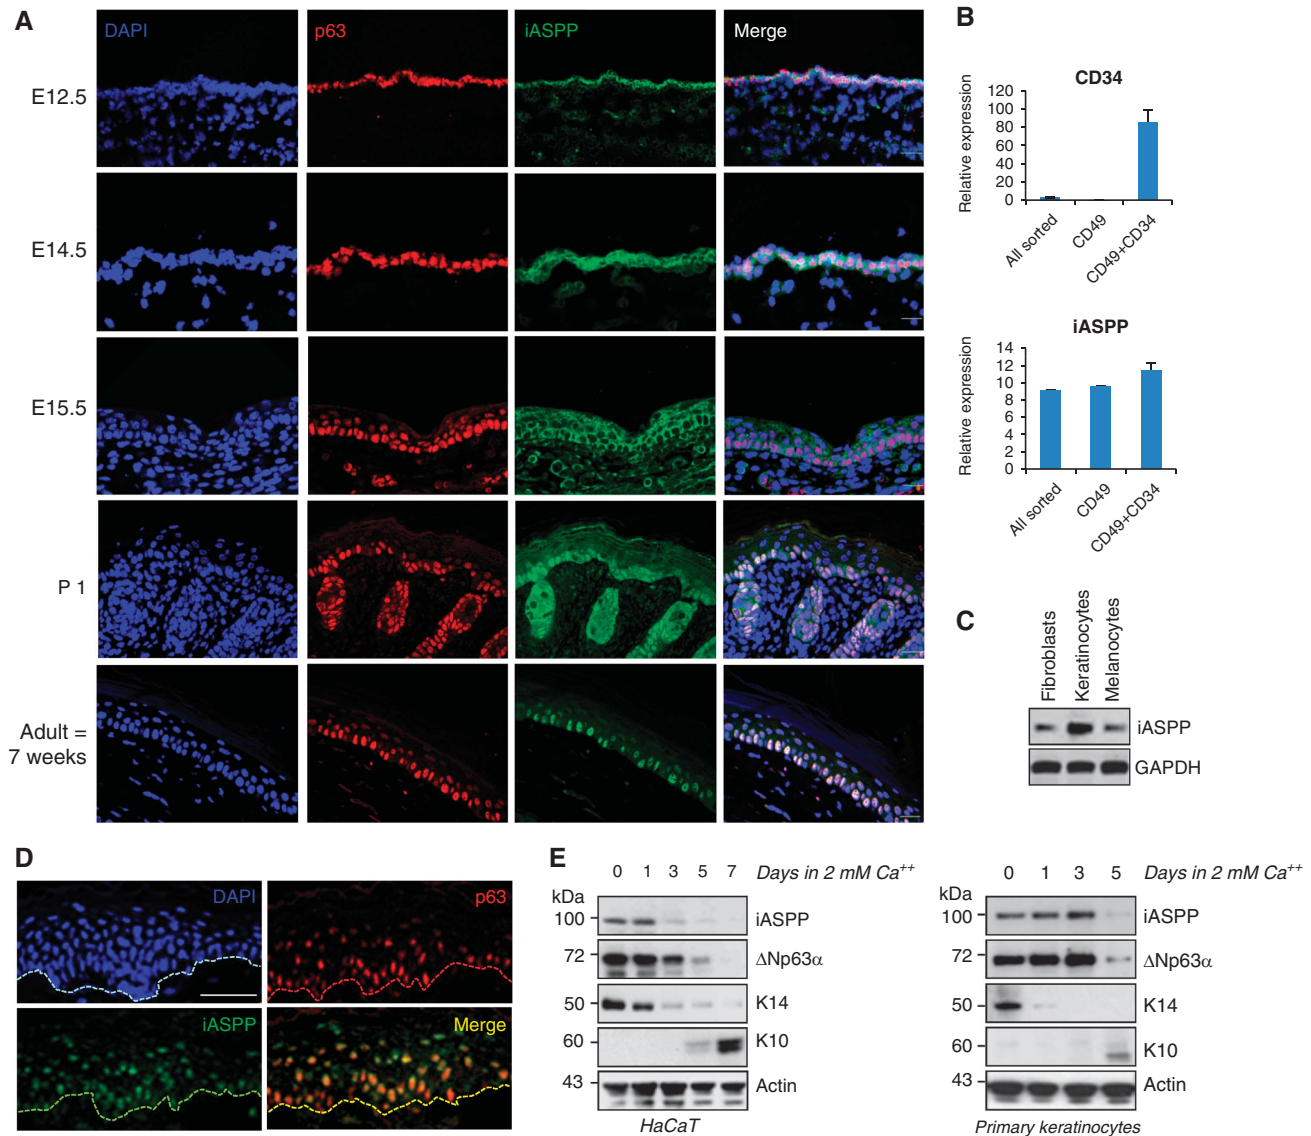 A
DAPI
p63
iASPP
Merge
E12.5
E14.5
E15.5
P 1
Adult =
7 weeks
B
CD34
Relative expression
120
100
80
60
40
20
0
All sorted
CD49
CD49+CD34
iASPP
Relative expression
14
12
10
8
6
4
2
0
All sorted
CD49
CD49+CD34
C
Fibroblasts
Keratinocytes
Melanocytes
iASPP
GAPDH
D
DAPI
p63
iASPP
Merge
E
0 1 3 5 7 Days in 2 mM Ca⁺⁺
kDa
100 iASPP
72 ΔNp63α
50 K14
60 K10
43 Actin
HaCaT
0 1 3 5 Days in 2 mM Ca⁺⁺
kDa
100 iASPP
72 ΔNp63α
50 K14
60 K10
43 Actin
Primary keratinocytes